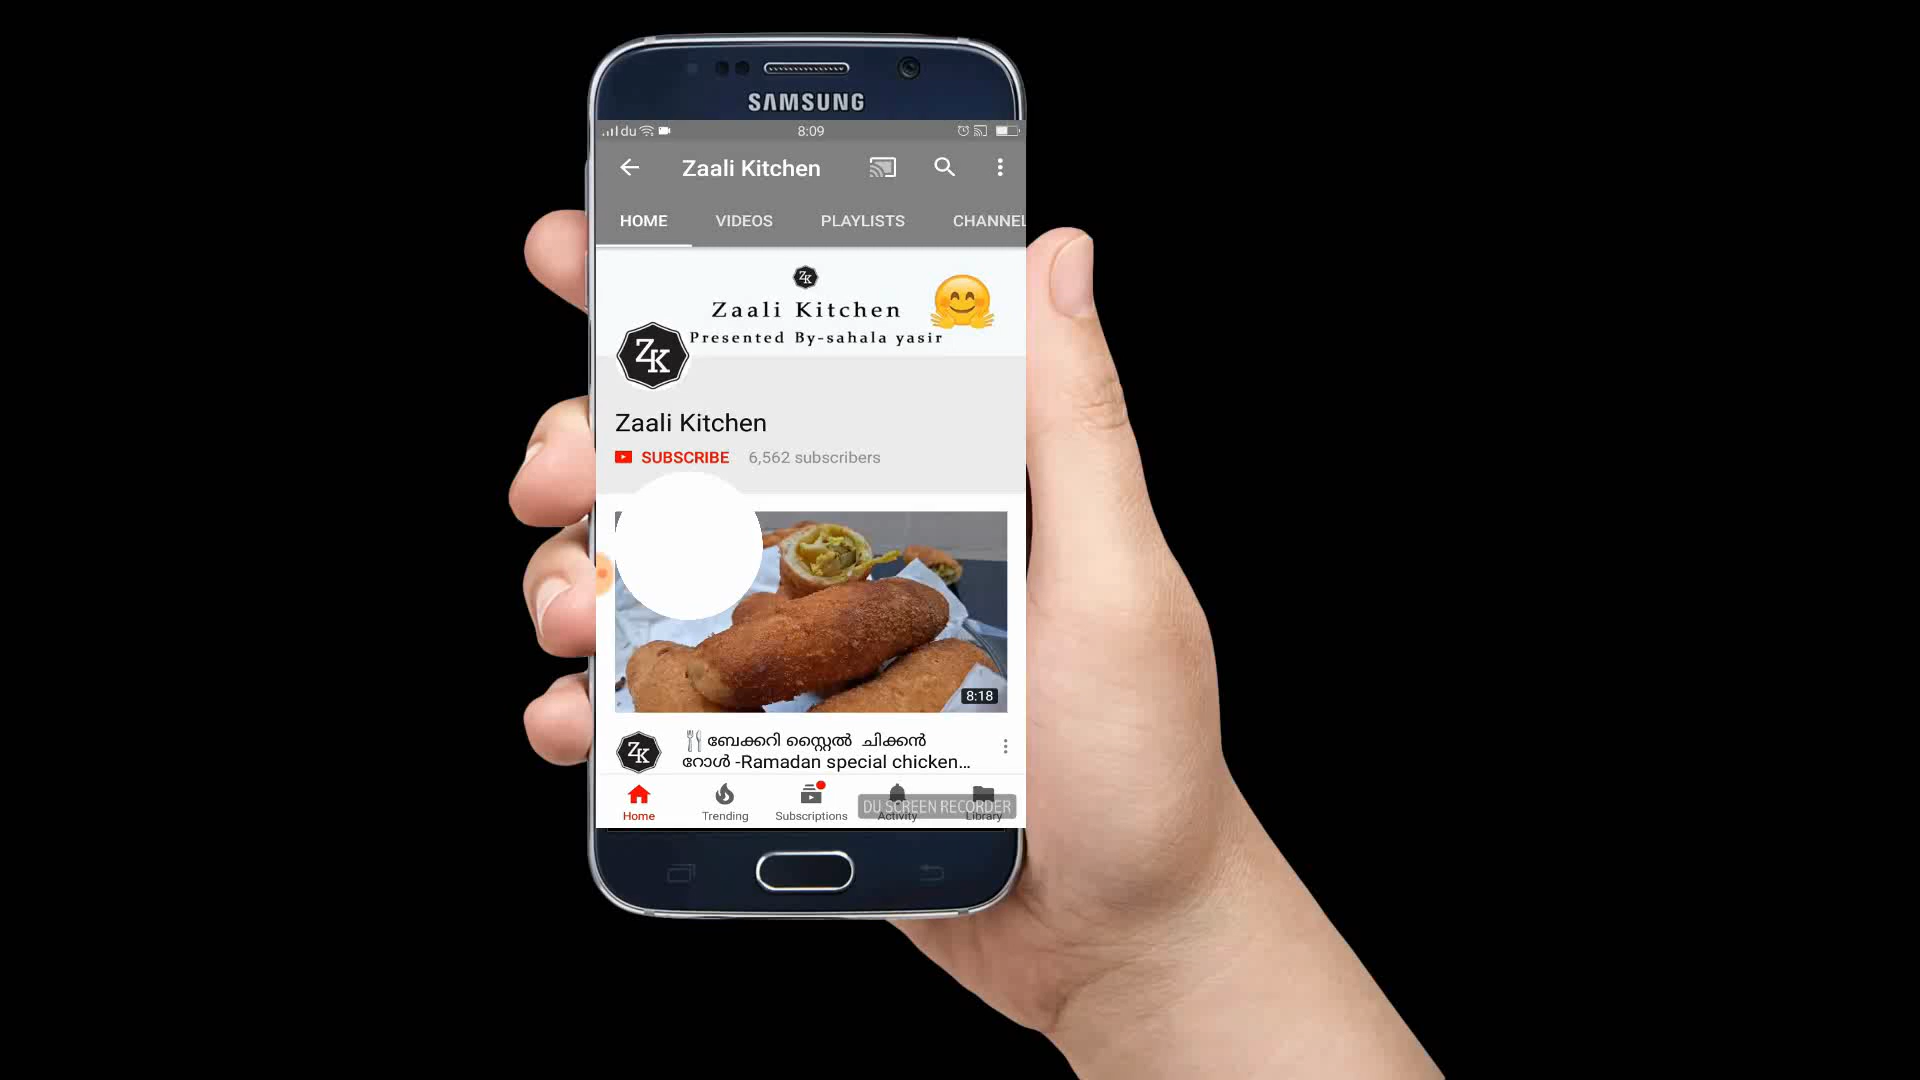 SAMSUNG
du
8:09
Zaali Kitchen
HOME VIDEOS PLAYLISTS CHANNEL
ZK
Zaali Kitchen
Presented By-sahala yasir
ZK
Zaali Kitchen
SUBSCRIBE 6,562 subscribers
8:18
ZK
🍴ബേക്കറി സ്റ്റൈൽ ചിക്കൻ
റോൾ -Ramadan special chicken...
Home Trending Subscriptions Activity Library
DU SCREEN RECORDER